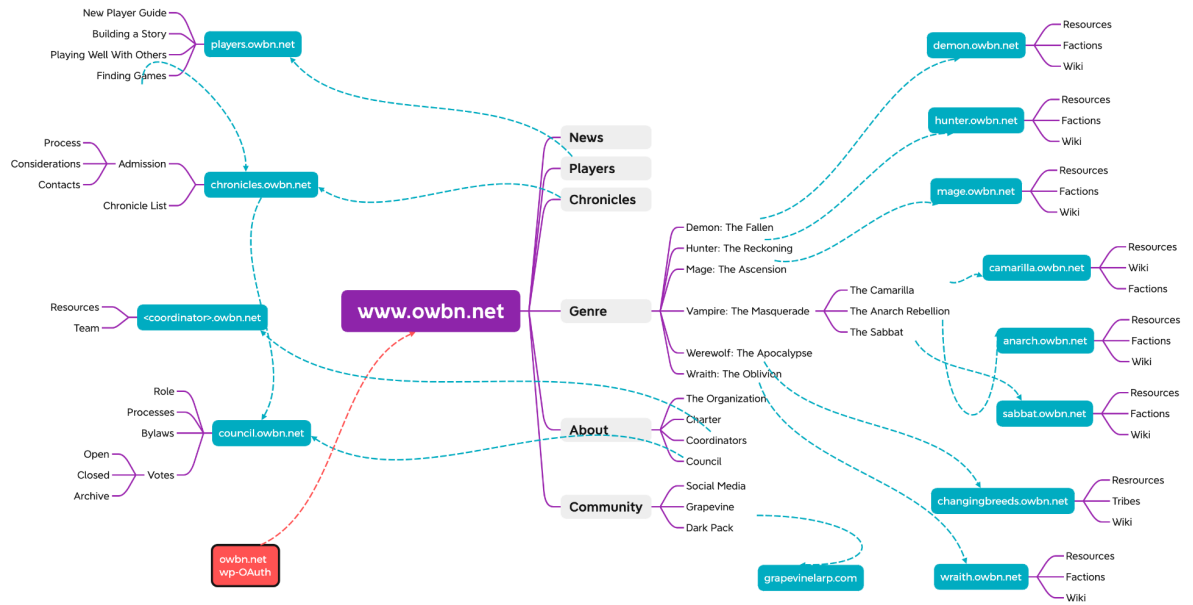 New Player Guide
Building a Story
Playing Well With Others
Finding Games
players.owbn.net
Process
Considerations
Contacts
Admission
Chronicle List
chronicles.owbn.net
Resources
Team
<coordinator>.owbn.net
Role
Processes
Bylaws
Votes
Open
Closed
Archive
council.owbn.net
owbn.net
wp-OAuth
www.owbn.net
News
Players
Chronicles
Genre
Demon: The Fallen
Hunter: The Reckoning
Mage: The Ascension
Vampire: The Masquerade
The Camarilla
The Anarch Rebellion
The Sabbat
Werewolf: The Apocalypse
Wraith: The Oblivion
About
The Organization
Charter
Coordinators
Council
Community
Social Media
Grapevine
Dark Pack
grapevinelarp.com
demon.owbn.net
Resources
Factions
Wiki
hunter.owbn.net
Resources
Factions
Wiki
mage.owbn.net
Resources
Factions
Wiki
camarilla.owbn.net
Resources
Wiki
Factions
anarch.owbn.net
Resources
Factions
Wiki
sabbat.owbn.net
Resources
Factions
Wiki
changingbreeds.owbn.net
Resources
Tribes
Wiki
wraith.owbn.net
Resources
Factions
Wiki